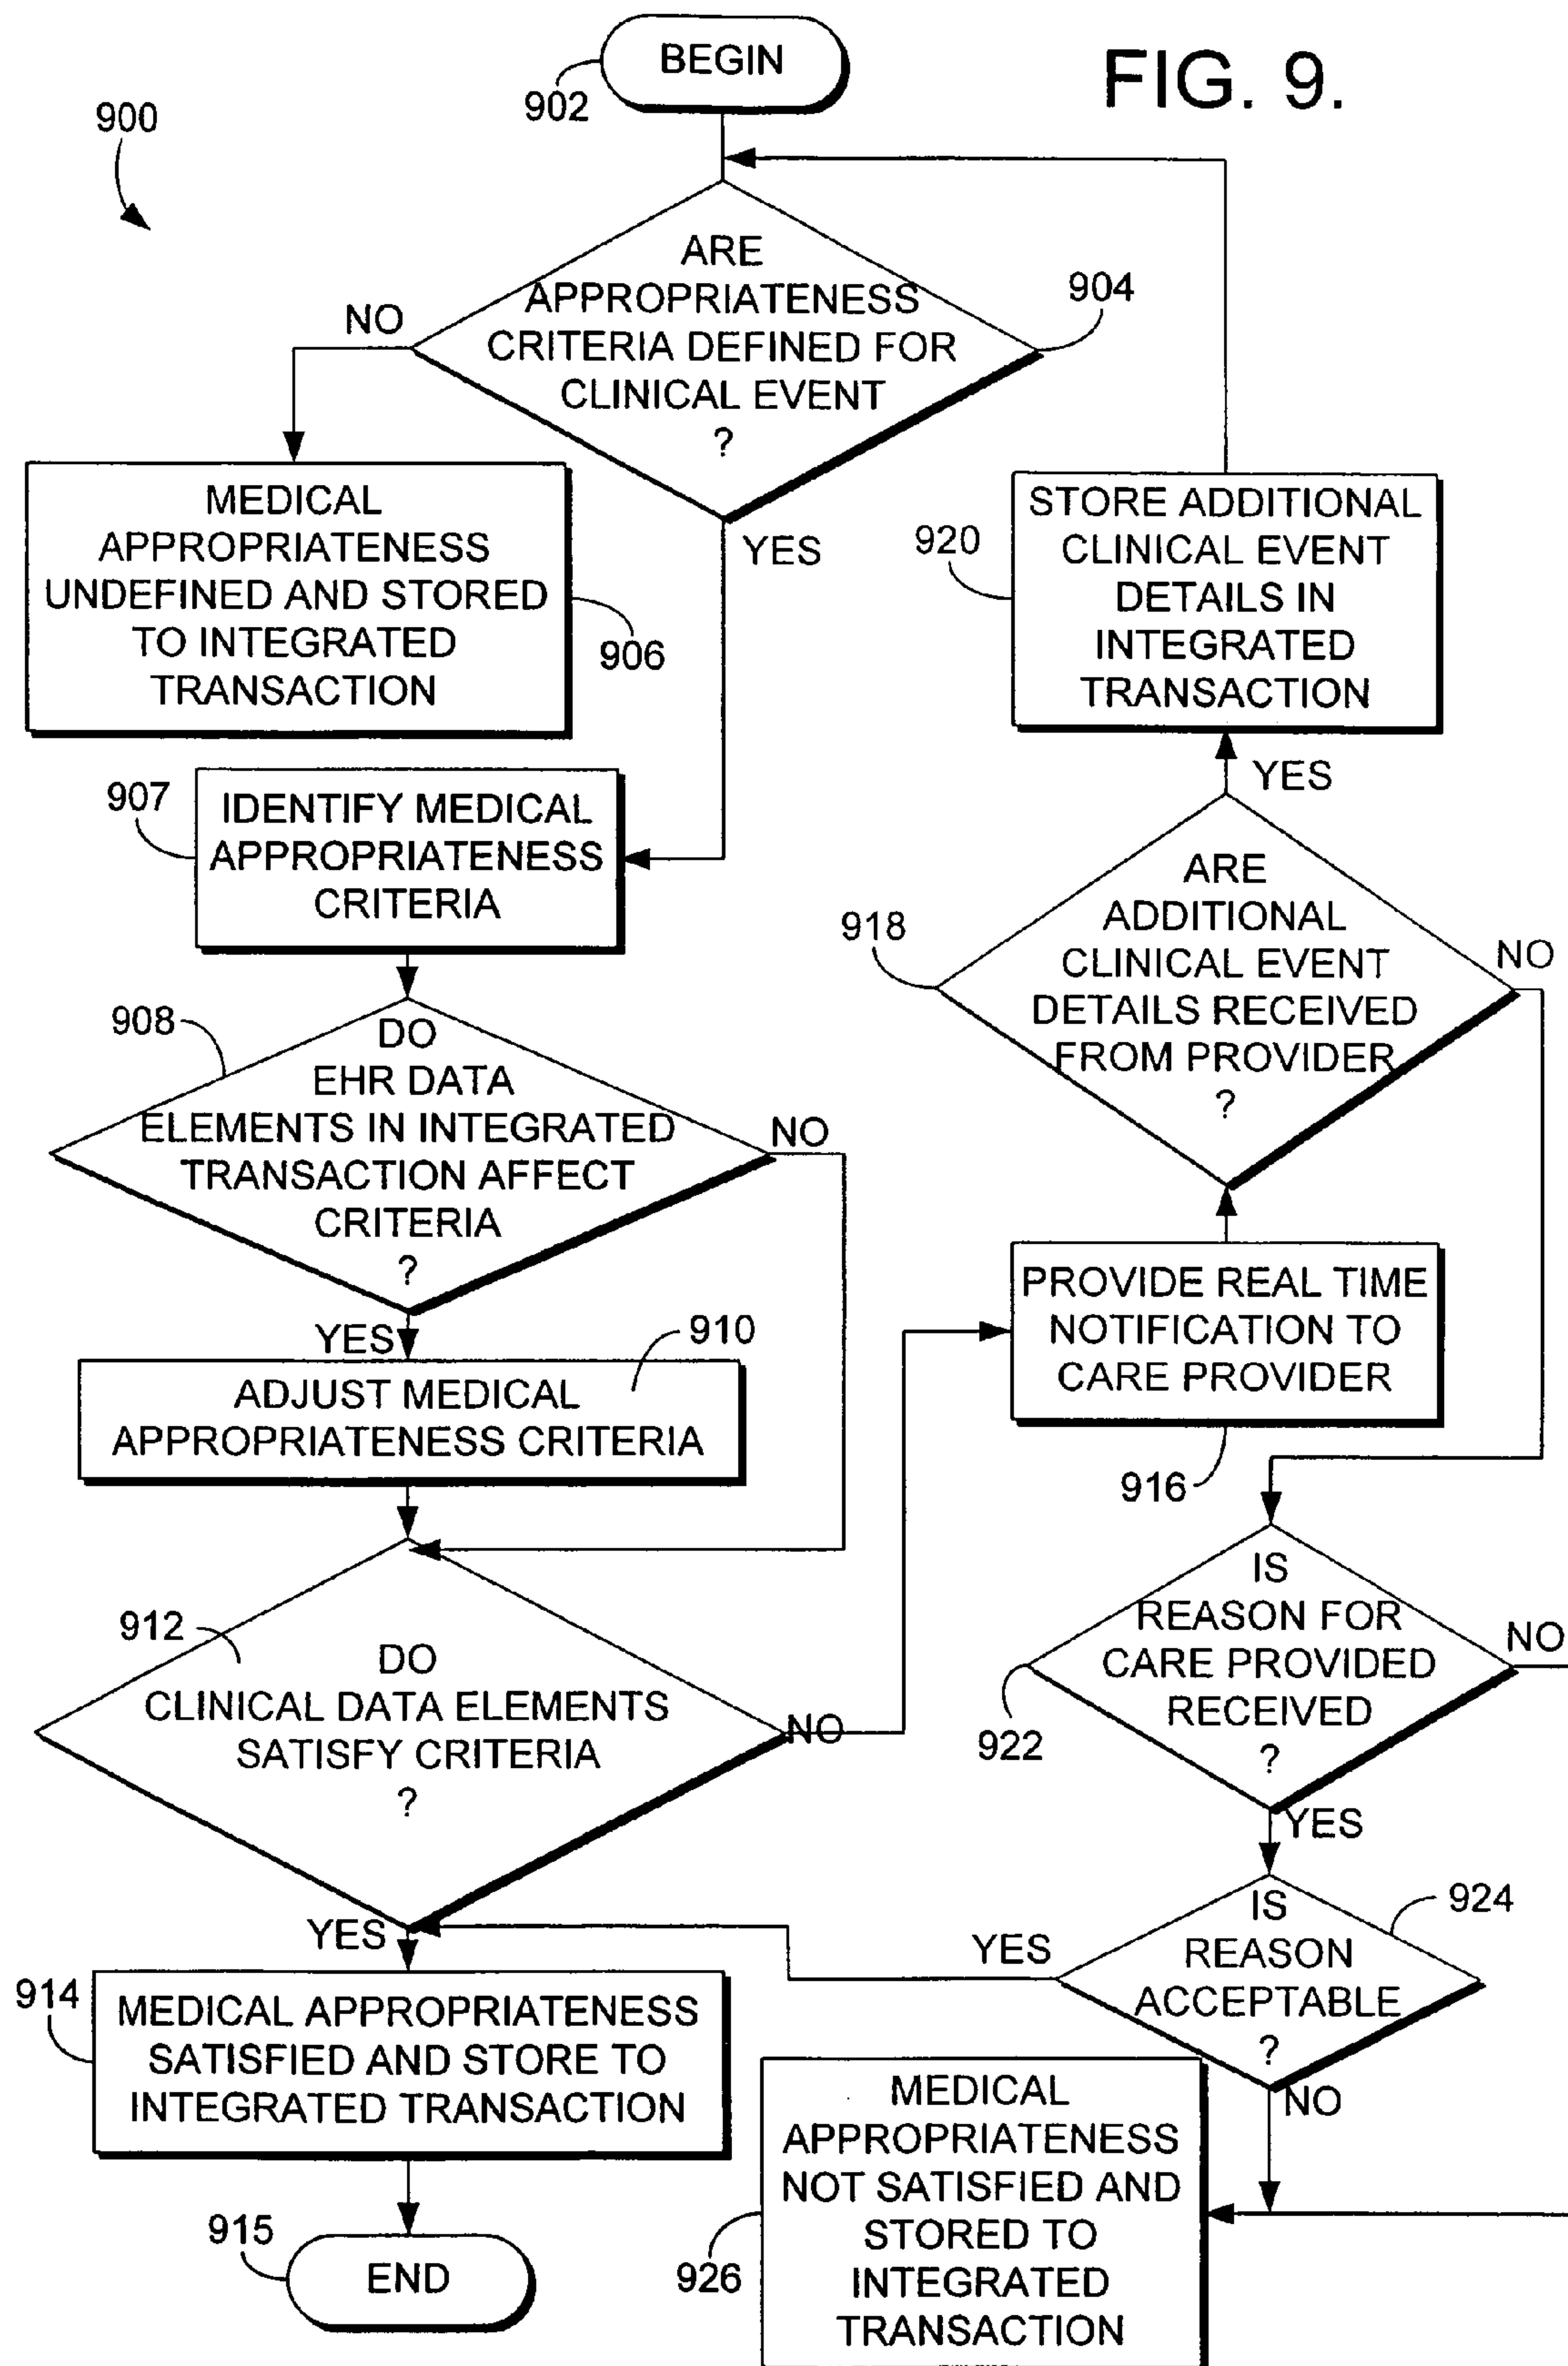 BEGIN
FIG. 9.
902
900
ARE
APPROPRIATENESS
CRITERIA DEFINED FOR
CLINICAL EVENT
?
904
NO
YES
MEDICAL
APPROPRIATENESS
UNDEFINED AND STORED
TO INTEGRATED
TRANSACTION
906
907
IDENTIFY MEDICAL
APPROPRIATENESS
CRITERIA
908
DO
EHR DATA
ELEMENTS IN INTEGRATED
TRANSACTION AFFECT
CRITERIA
?
NO
YES
910
ADJUST MEDICAL
APPROPRIATENESS CRITERIA
912
DO
CLINICAL DATA ELEMENTS
SATISFY CRITERIA
?
NO
YES
914
MEDICAL APPROPRIATENESS
SATISFIED AND STORE TO
INTEGRATED TRANSACTION
915
END
920
STORE ADDITIONAL
CLINICAL EVENT
DETAILS IN
INTEGRATED
TRANSACTION
YES
918
ARE
ADDITIONAL
CLINICAL EVENT
DETAILS RECEIVED
FROM PROVIDER
?
NO
PROVIDE REAL TIME
NOTIFICATION TO
CARE PROVIDER
916
IS
REASON FOR
CARE PROVIDED
RECEIVED
?
922
NO
YES
IS
REASON
ACCEPTABLE
?
924
YES
NO
MEDICAL
APPROPRIATENESS
NOT SATISFIED AND
STORED TO
INTEGRATED
TRANSACTION
926